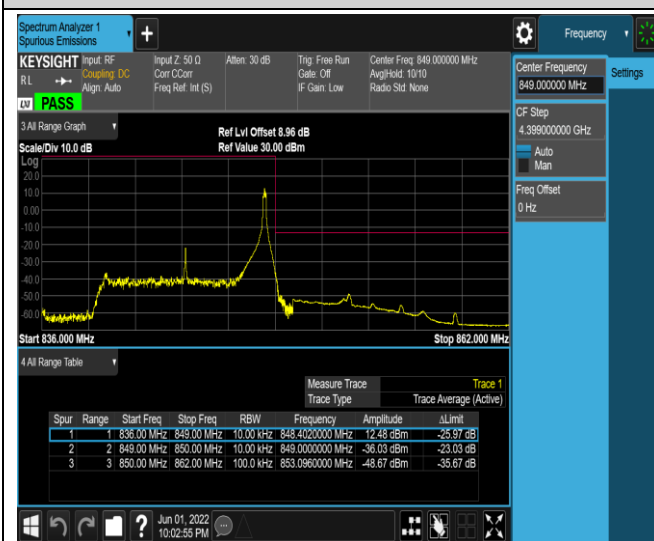 Spectrum Analyzer 1
Spurious Emissions
Frequency
KEYSIGHT
RL
Input: RF
Coupling: DC
Align: Auto
Input Z: 50 Ω
Corr CCorr
Freq Ref: Int (S)
Atten: 30 dB
Trig: Free Run
Gate: Off
IF Gain: Low
Center Freq: 849.000000 MHz
Avg|Hold: 10/10
Radio Std: None
PASS
3 All Range Graph
Scale/Div 10.0 dB
Ref Lvl Offset 8.96 dB
Ref Value 30.00 dBm
Log
20.0
10.0
0.00
-10.0
-20.0
-30.0
-40.0
-50.0
-60.0
Start 836.000 MHz
Stop 862.000 MHz
4 All Range Table
Measure Trace Trace 1
Trace Type Trace Average (Active)
Spur Range Start Freq Stop Freq RBW Frequency Amplitude ΔLimit
1 1 836.00 MHz 849.00 MHz 10.00 kHz 848.4020000 MHz 12.48 dBm -25.97 dB
2 2 849.00 MHz 850.00 MHz 10.00 kHz 849.0000000 MHz -36.03 dBm -23.03 dB
3 3 850.00 MHz 862.00 MHz 100.0 kHz 853.0960000 MHz -48.67 dBm -35.67 dB
Jun 01, 2022
10:02:55 PM
Center Frequency
849.000000 MHz
Settings
CF Step
4.399000000 GHz
Auto
Man
Freq Offset
0 Hz